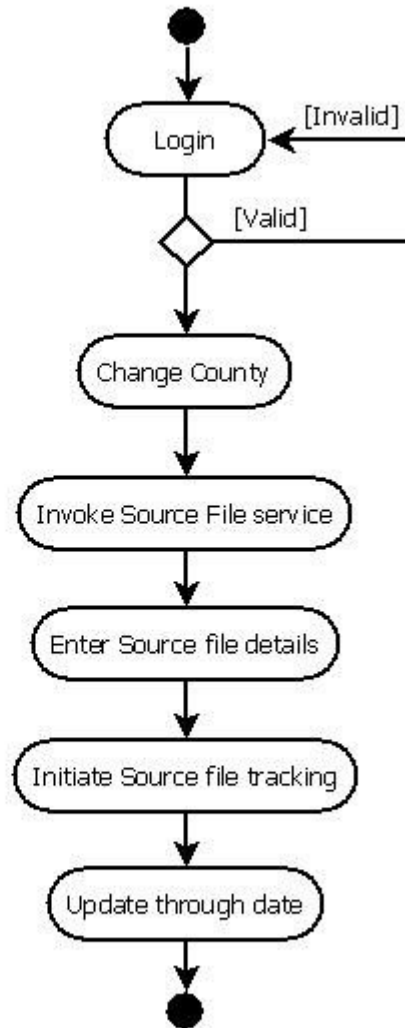 [Invalid]
Login
[Valid]
Change County
Invoke Source File service
Enter Source file details
Initiate Source file tracking
Update through date